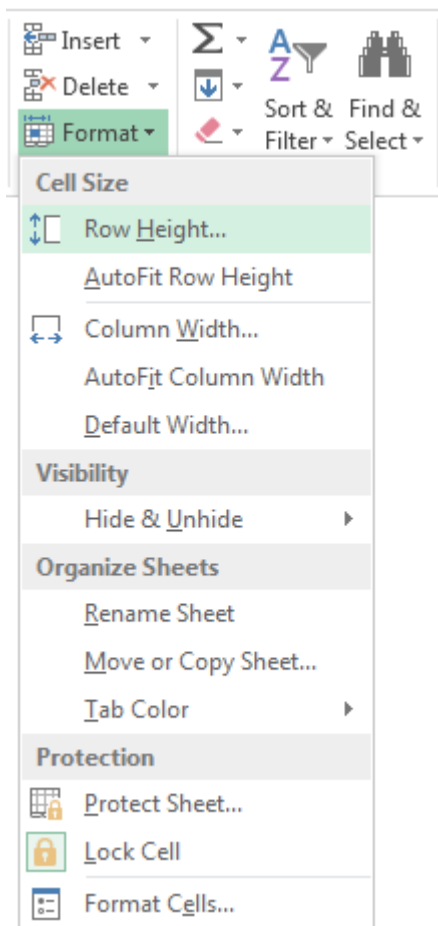 Insert
Delete
Format
Σ
A
Z
Sort &
Filter
Find &
Select
Cell Size
Row Height...
AutoFit Row Height
Column Width...
AutoFit Column Width
Default Width...
Visibility
Hide & Unhide
Organize Sheets
Rename Sheet
Move or Copy Sheet...
Tab Color
Protection
Protect Sheet...
Lock Cell
Format Cells...